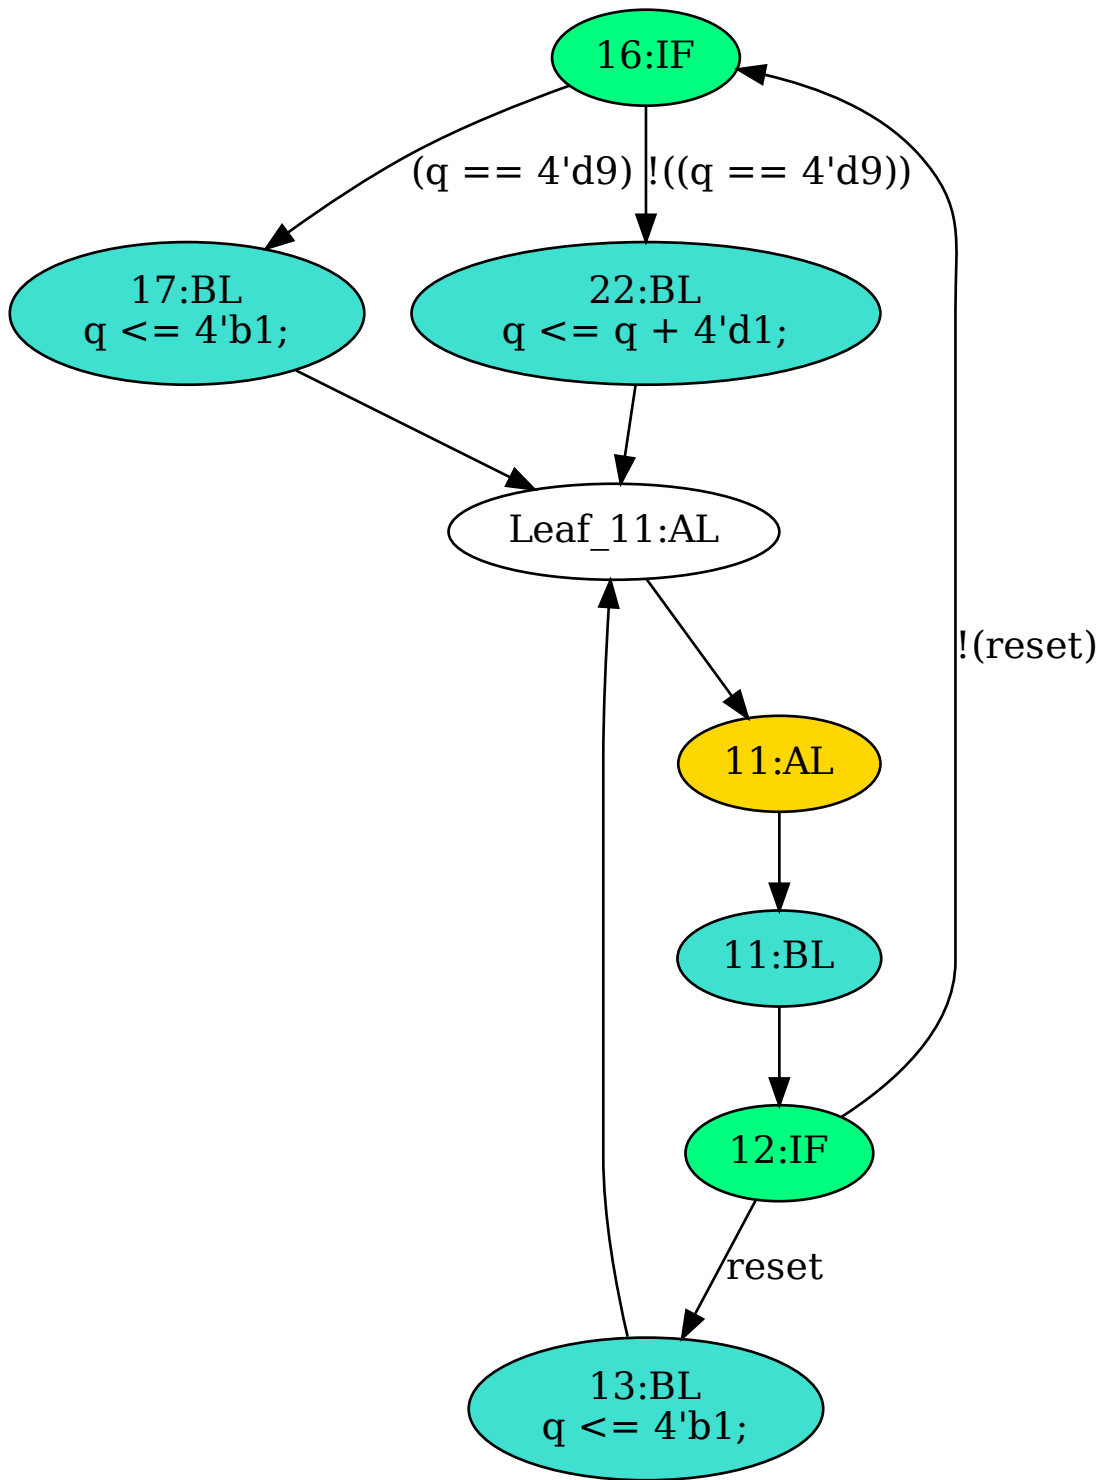 16:IF
(q == 4'd9)
!((q == 4'd9))
17:BL
q <= 4'b1;
22:BL
q <= q + 4'd1;
Leaf_11:AL
!(reset)
11:AL
11:BL
12:IF
reset
13:BL
q <= 4'b1;